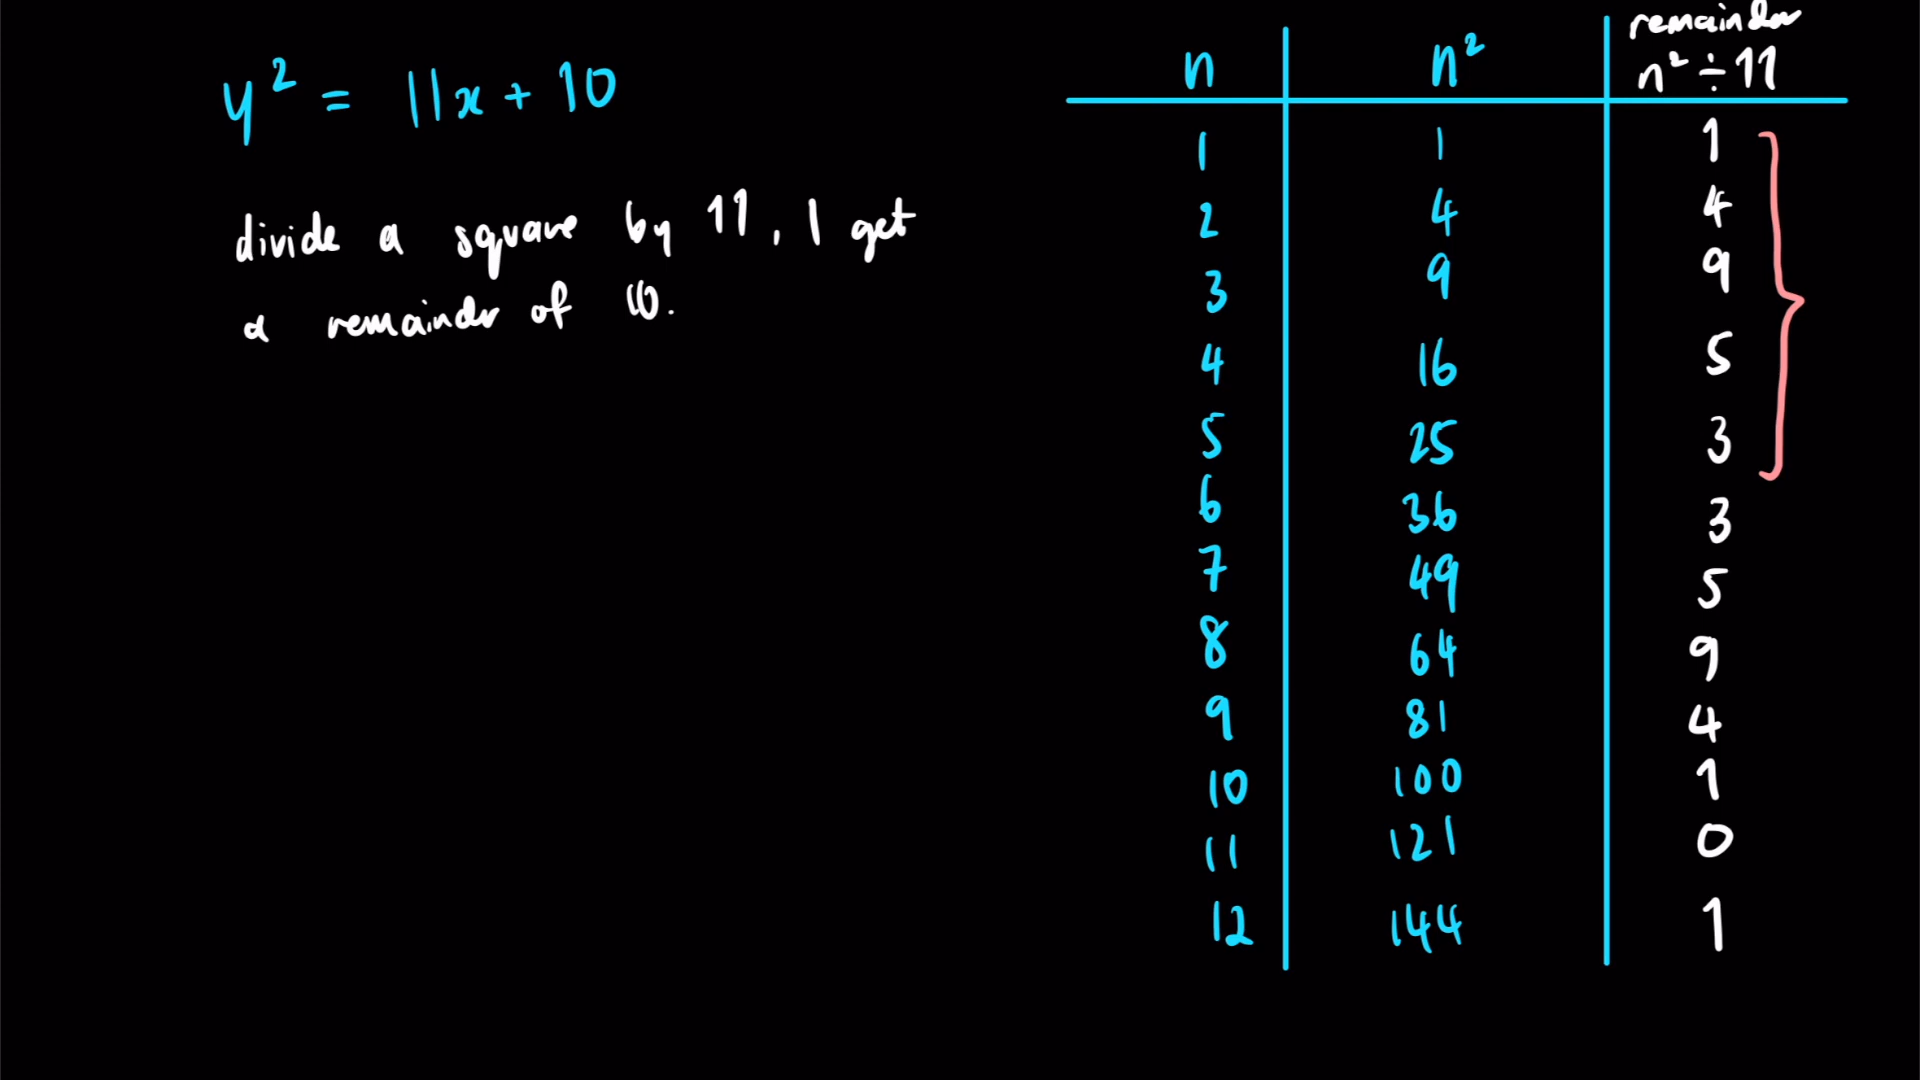 y² = 11x + 10
divide a square by 11, I get
a remainder of 10.
n n² remainder n² ÷ 11
1 1 1
2 4 4
3 9 9
4 16 5
5 25 3
6 36 3
7 49 5
8 64 9
9 81 4
10 100 1
11 121 0
12 144 1